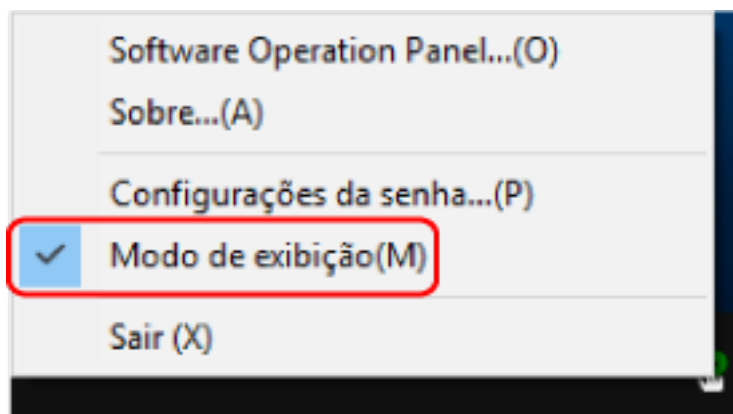 Software Operation Panel...(O)
Sobre...(A)
Configurações da senha...(P)
Modo de exibição(M)
Sair (X)